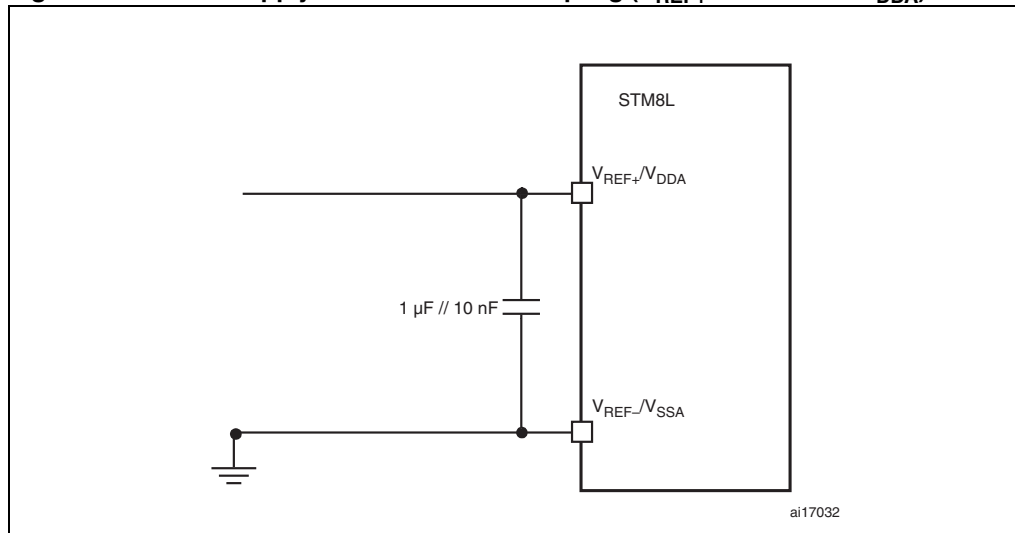 STM8L
VREF+/VDDA
1 µF // 10 nF
VREF–/VSSA
ai17032